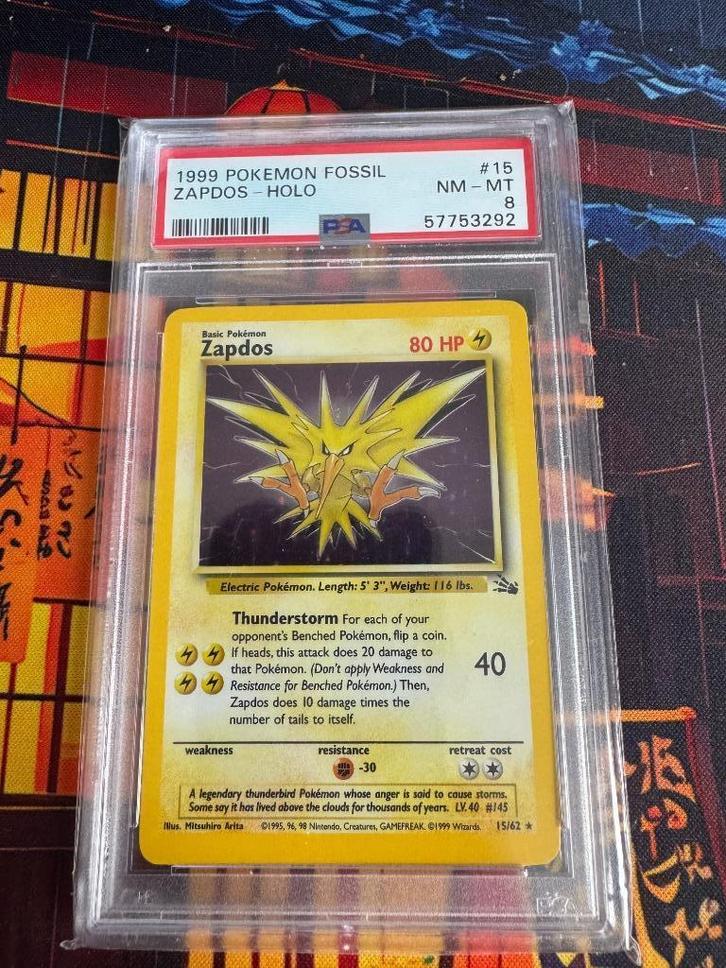 1999 POKEMON FOSSIL #15
ZAPDOS - HOLO NM - MT
8
PSA 57753292
Basic Pokémon
Zapdos 80 HP
Electric Pokémon. Length: 5' 3", Weight: 116 lbs.
Thunderstorm For each of your
opponent's Benched Pokémon, flip a coin.
If heads, this attack does 20 damage to
that Pokémon. (Don't apply Weakness and 40
Resistance for Benched Pokémon.) Then,
Zapdos does 10 damage times the
number of tails to itself.
weakness resistance retreat cost
-30
A legendary thunderbird Pokémon whose anger is said to cause storms.
Some say it has lived above the clouds for thousands of years. LV. 40 #145
Illus. Mitsuhiro Arita ©1995, 96, 98 Nintendo, Creatures, GAMEFREAK. ©1999 Wizards. 15/62 ★